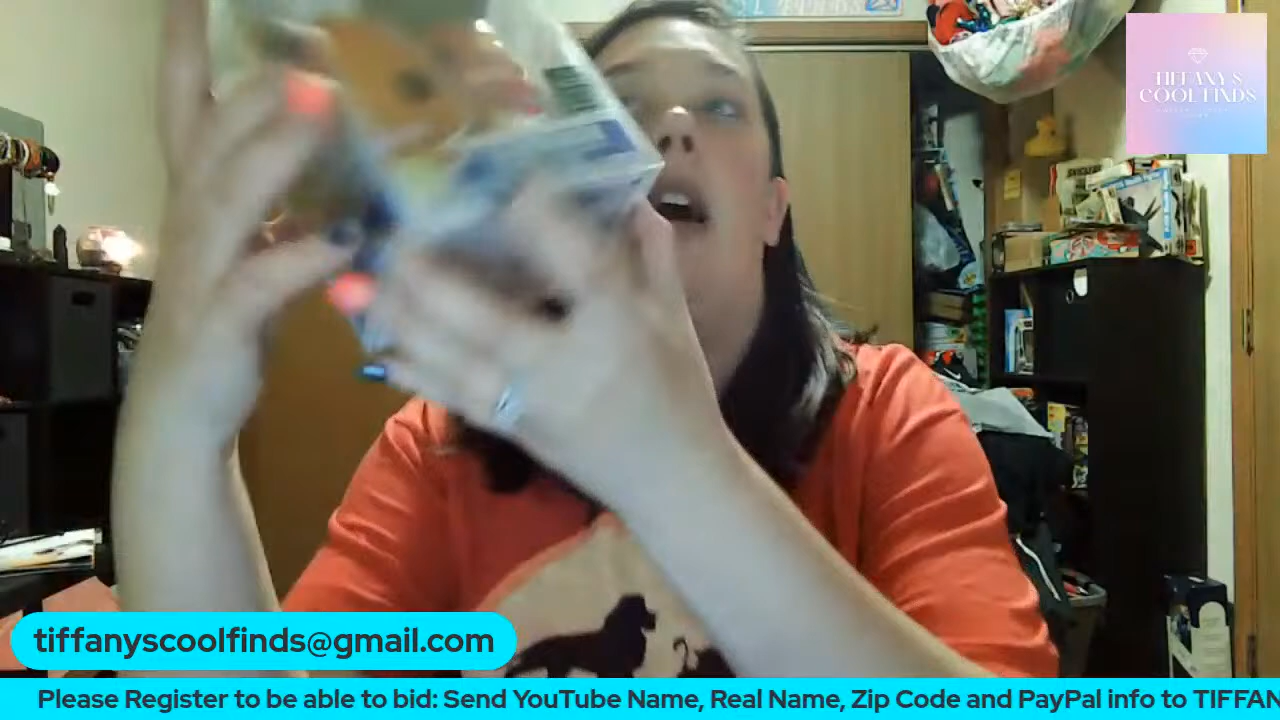 TIFFANY'S
COOL FINDS
tiffanyscoolfinds@gmail.com
Please Register to be able to bid: Send YouTube Name, Real Name, Zip Code and PayPal info to TIFFAN